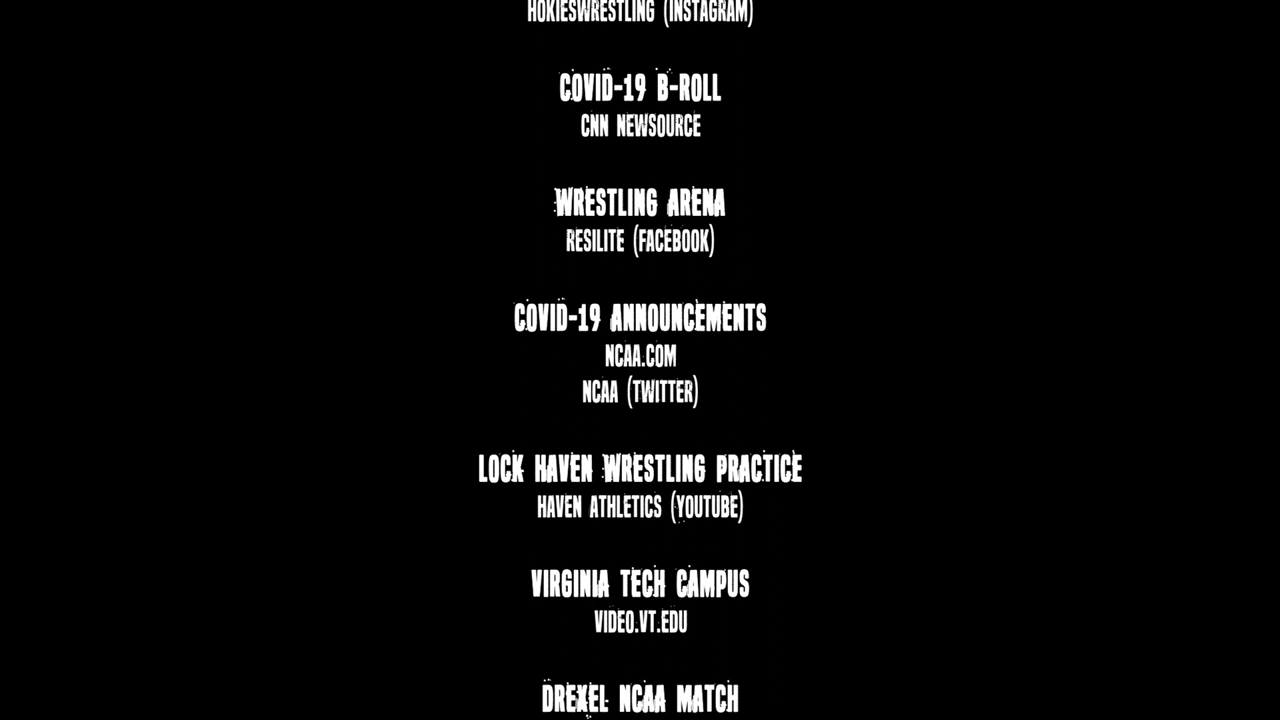 HOKIESWRESTLING (INSTAGRAM)
COVID-19 B-ROLL
CNN NEWSOURCE
WRESTLING ARENA
RESILITE (FACEBOOK)
COVID-19 ANNOUNCEMENTS
NCAA.COM
NCAA (TWITTER)
LOCK HAVEN WRESTLING PRACTICE
HAVEN ATHLETICS (YOUTUBE)
VIRGINIA TECH CAMPUS
VIDEO.VT.EDU
DREXEL NCAA MATCH